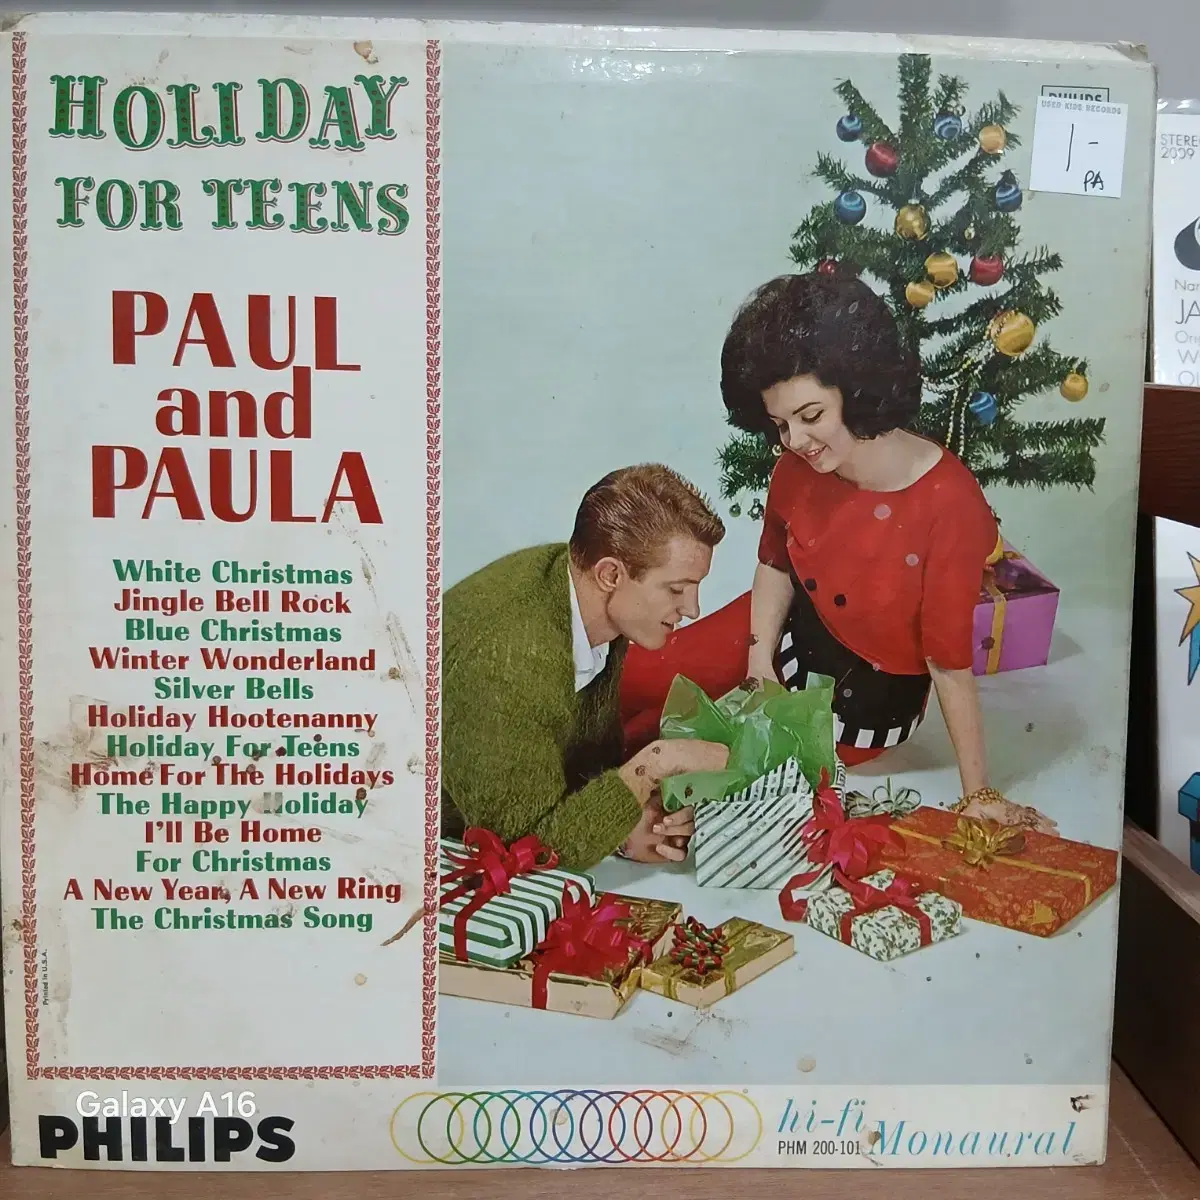 HOLIDAY
FOR TEENS
PAUL
and
PAULA
White Christmas
Jingle Bell Rock
Blue Christmas
Winter Wonderland
Silver Bells
Holiday Hootenanny
Holiday For Teens
Home For The Holidays
The Happy Holiday
I'll Be Home
For Christmas
A New Year, A New Ring
The Christmas Song
Printed in U.S.A.
Galaxy A16
PHILIPS
hi-fi
PHM 200-101 Monaural
PHILIPS
USED KIDS RECORDS
1-
PA
STEREO
2009
JA